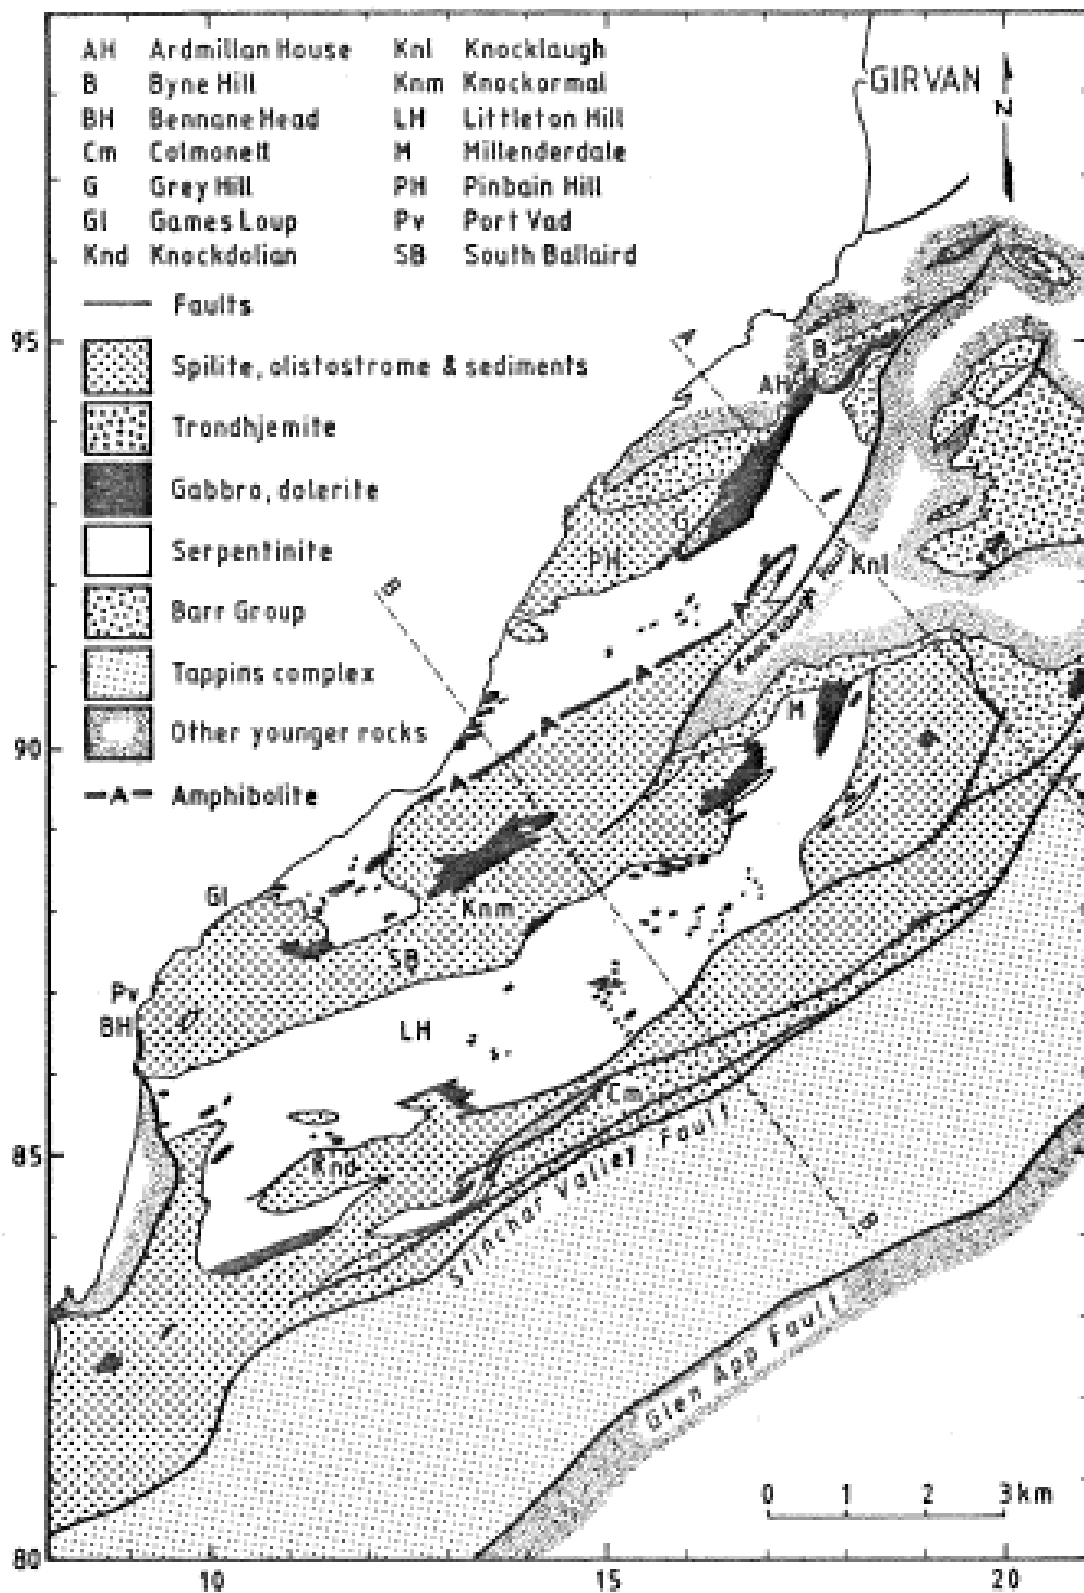 AH Ardmillan House
B Byne Hill
BH Bennane Head
Cm Colmonell
G Grey Hill
Gl Games Loup
Knd Knockdolian
Knl Knocklaugh
Knm Knockormal
LH Littleton Hill
M Millenderdale
PH Pinbain Hill
Pv Port Vad
SB South Ballaird
Faults
Spilite, olistostrome & sediments
Trondhjemite
Gabbro, dolerite
Serpentinite
Barr Group
Tappins complex
Other younger rocks
-A- Amphibolite
GIRVAN
N
95
A
B
AH
G
PH
B
Knl
Knocklaugh Fault
A
A
A
A
M
90
Gl
Knm
SB
Pv
BH
LH
Cm
85
Knd
Stinchar Valley Fault
B
Glen App Fault
0 1 2 3km
80
10 15 20